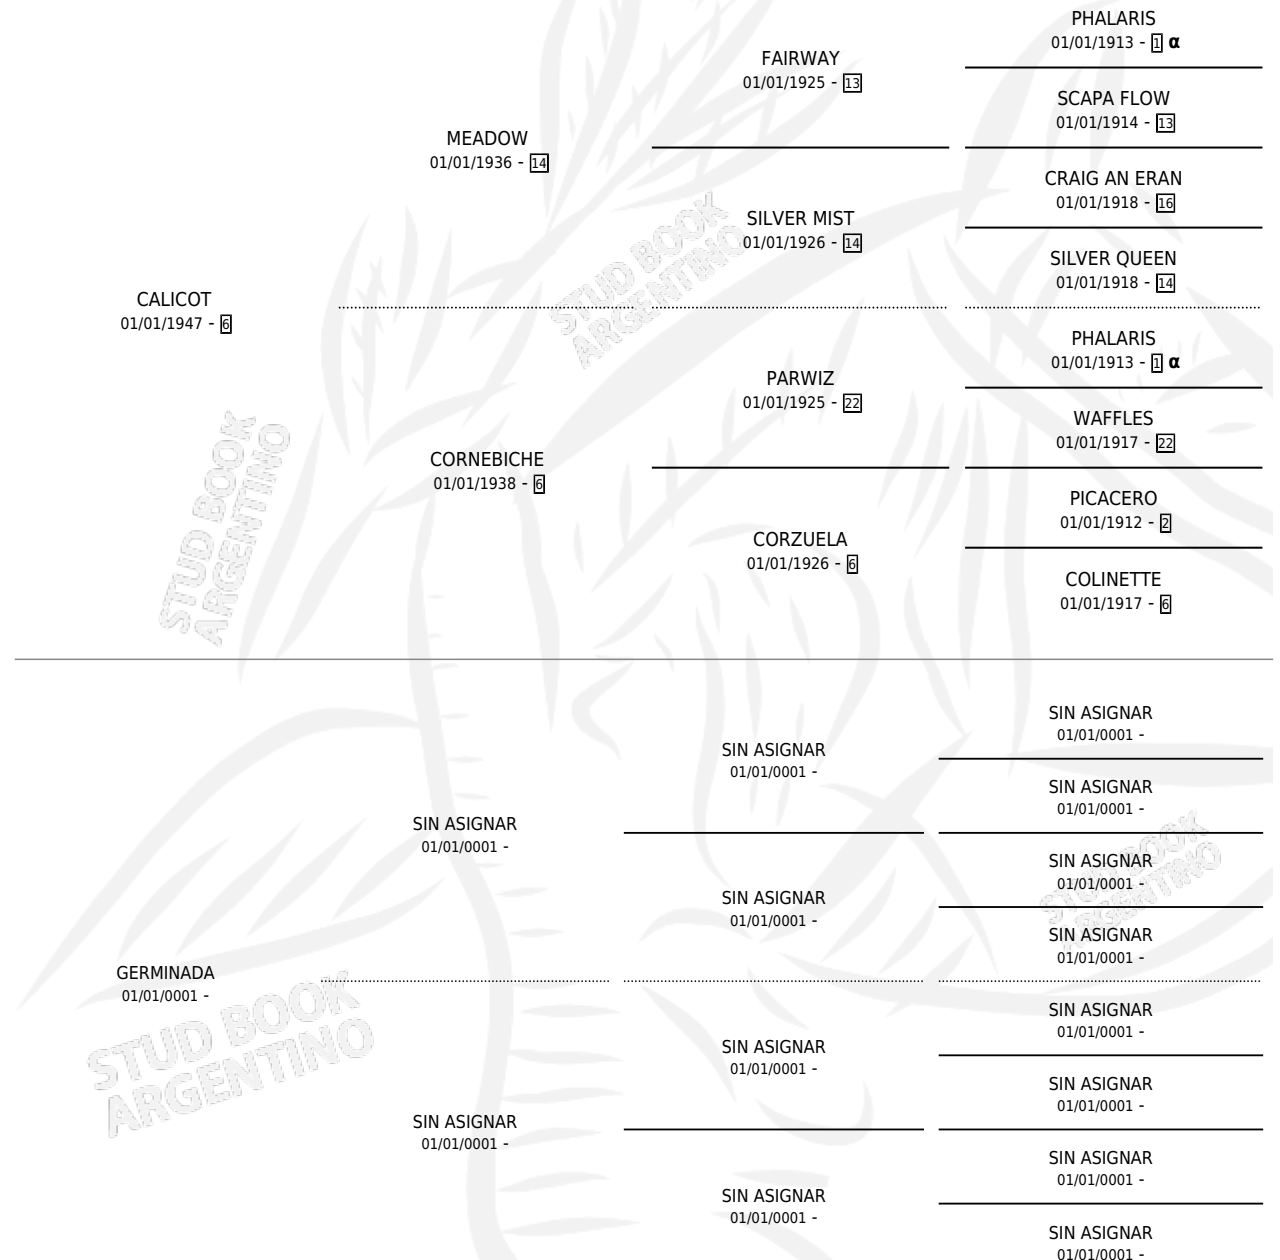 PHALARIS
01/01/1913 - 1 α
FAIRWAY
01/01/1925 - 13
SCAPA FLOW
01/01/1914 - 13
MEADOW
01/01/1936 - 14
CRAIG AN ERAN
01/01/1918 - 16
SILVER MIST
01/01/1926 - 14
SILVER QUEEN
01/01/1918 - 14
CALICOT
01/01/1947 - 6
PHALARIS
01/01/1913 - 1 α
PARWIZ
01/01/1925 - 22
WAFFLES
01/01/1917 - 22
CORNEBICHE
01/01/1938 - 6
PICACERO
01/01/1912 - 2
CORZUELA
01/01/1926 - 6
COLINETTE
01/01/1917 - 6
SIN ASIGNAR
01/01/0001 -
SIN ASIGNAR
01/01/0001 -
SIN ASIGNAR
01/01/0001 -
SIN ASIGNAR
01/01/0001 -
SIN ASIGNAR
01/01/0001 -
SIN ASIGNAR
01/01/0001 -
SIN ASIGNAR
01/01/0001 -
GERMINADA
01/01/0001 -
SIN ASIGNAR
01/01/0001 -
SIN ASIGNAR
01/01/0001 -
SIN ASIGNAR
01/01/0001 -
SIN ASIGNAR
01/01/0001 -
SIN ASIGNAR
01/01/0001 -
SIN ASIGNAR
01/01/0001 -
SIN ASIGNAR
01/01/0001 -
STUD BOOK
ARGENTINO
STUD BOOK
ARGENTINO
STUD BOOK
ARGENTINO
STUD BOOK
ARGENTINO